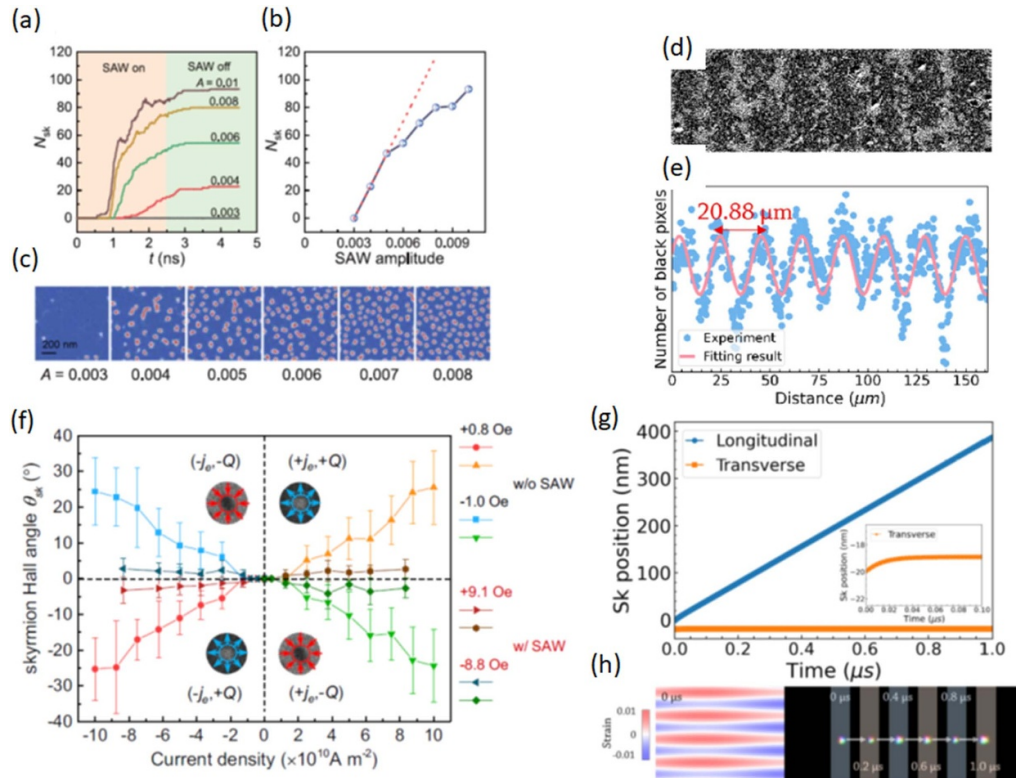 (a)
(b)
120
100
80
60
40
20
0
N_sk
SAW on
SAW off
A = 0.01
0.008
0.006
0.004
0.003
0 1 2 3 4 5
t (ns)
120
100
80
60
40
20
0
N_sk
0.003 0.006 0.009
SAW amplitude
(c)
200 nm
A = 0.003 0.004 0.005 0.006 0.007 0.008
(d)
(e)
Number of black pixels
20.88 μm
Experiment
Fitting result
0 25 50 75 100 125 150
Distance (μm)
(f)
skyrmion Hall angle θ_sk (°)
40
30
20
10
0
-10
-20
-30
-40
(-j_e,-Q)
(+j_e,+Q)
(-j_e,+Q)
(+j_e,-Q)
-10 -8 -6 -4 -2 0 2 4 6 8 10
Current density (×10¹⁰A m⁻²)
+0.8 Oe
w/o SAW
-1.0 Oe
+9.1 Oe
w/ SAW
-8.8 Oe
(g)
Sk position (nm)
400
300
200
100
0
Longitudinal
Transverse
Sk position (nm)
-18
-20
-22
Transverse
0.00 0.02 0.04 0.06 0.08 0.10
Time (μs)
0.0 0.2 0.4 0.6 0.8 1.0
Time (μs)
(h)
Strain
0.01
0
-0.01
0 μs
0 μs
0.4 μs
0.8 μs
0.2 μs
0.6 μs
1.0 μs